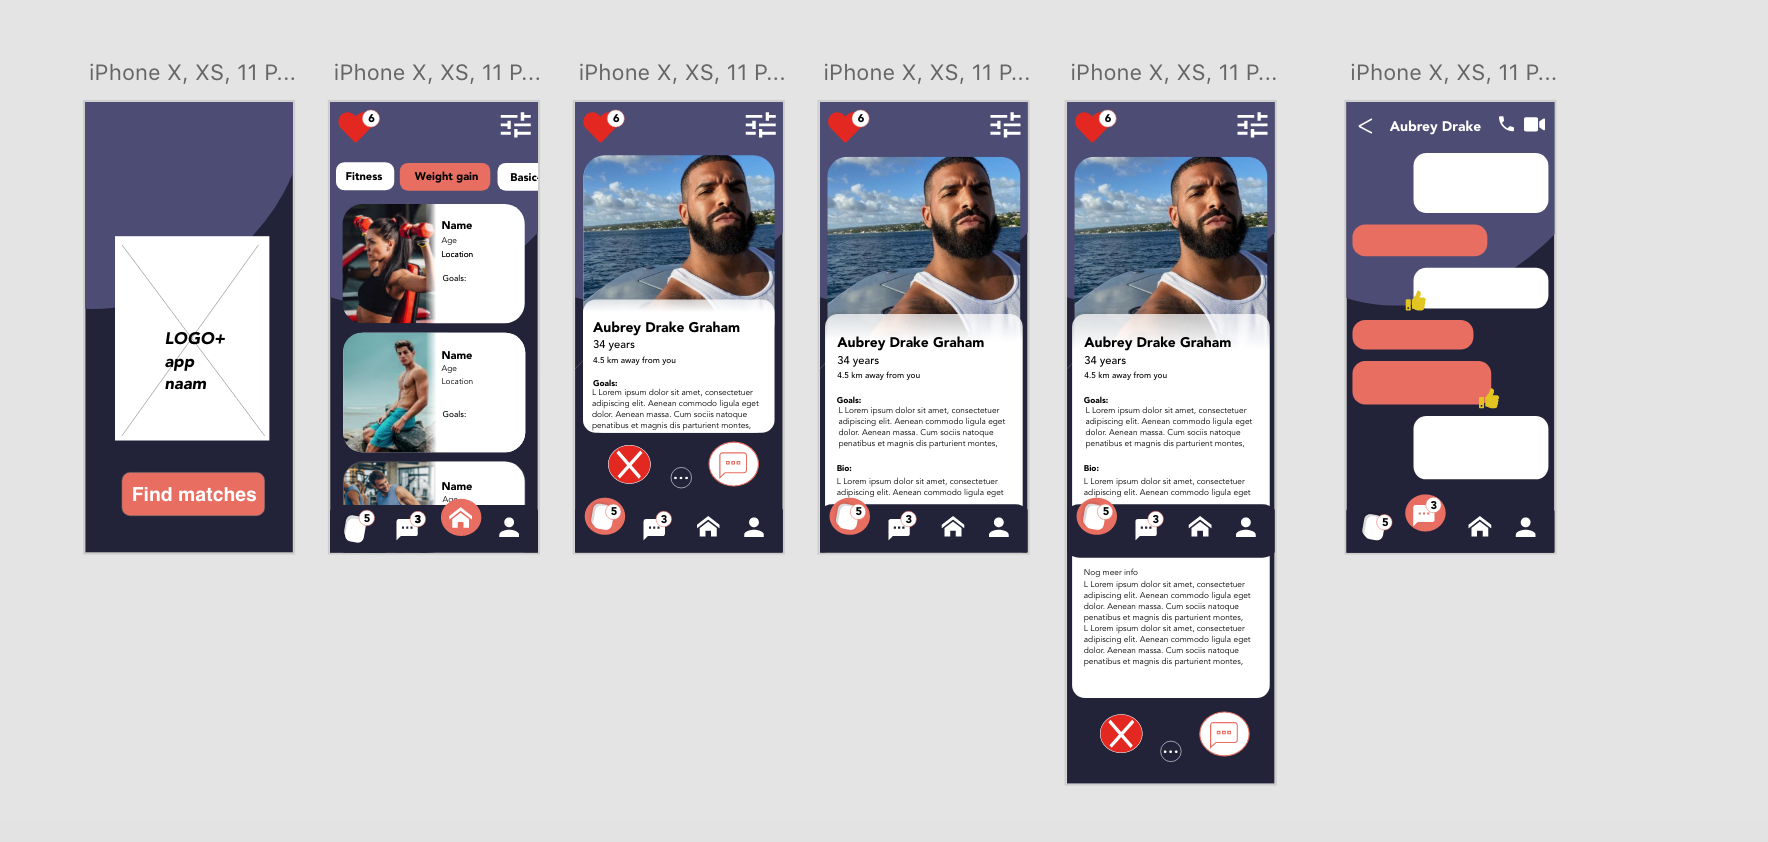 iPhone X, XS, 11 P...
iPhone X, XS, 11 P...
iPhone X, XS, 11 P...
iPhone X, XS, 11 P...
iPhone X, XS, 11 P...
iPhone X, XS, 11 P...
LOGO+
app
naam
Find matches
6
Fitness
Weight gain
Basic
Name
Age
Location
Goals:
Name
Age
Location
Goals:
Name
Age
5
3
6
Aubrey Drake Graham
34 years
4.5 km away from you
Goals:
L Lorem ipsum dolor sit amet, consectetuer
adipiscing elit. Aenean commodo ligula eget
dolor. Aenean massa. Cum sociis natoque
penatibus et magnis dis parturient montes,
5
3
6
Aubrey Drake Graham
34 years
4.5 km away from you
Goals:
L Lorem ipsum dolor sit amet, consectetuer
adipiscing elit. Aenean commodo ligula eget
dolor. Aenean massa. Cum sociis natoque
penatibus et magnis dis parturient montes,
Bio:
L Lorem ipsum dolor sit amet, consectetuer
adipiscing elit. Aenean commodo ligula eget
5
3
6
Aubrey Drake Graham
34 years
4.5 km away from you
Goals:
L Lorem ipsum dolor sit amet, consectetuer
adipiscing elit. Aenean commodo ligula eget
dolor. Aenean massa. Cum sociis natoque
penatibus et magnis dis parturient montes,
Bio:
L Lorem ipsum dolor sit amet, consectetuer
adipiscing elit. Aenean commodo ligula eget
5
3
Nog meer info
L Lorem ipsum dolor sit amet, consectetuer
adipiscing elit. Aenean commodo ligula eget
dolor. Aenean massa. Cum sociis natoque
penatibus et magnis dis parturient montes,
L Lorem ipsum dolor sit amet, consectetuer
adipiscing elit. Aenean commodo ligula eget
dolor. Aenean massa. Cum sociis natoque
penatibus et magnis dis parturient montes,
Aubrey Drake
5
3